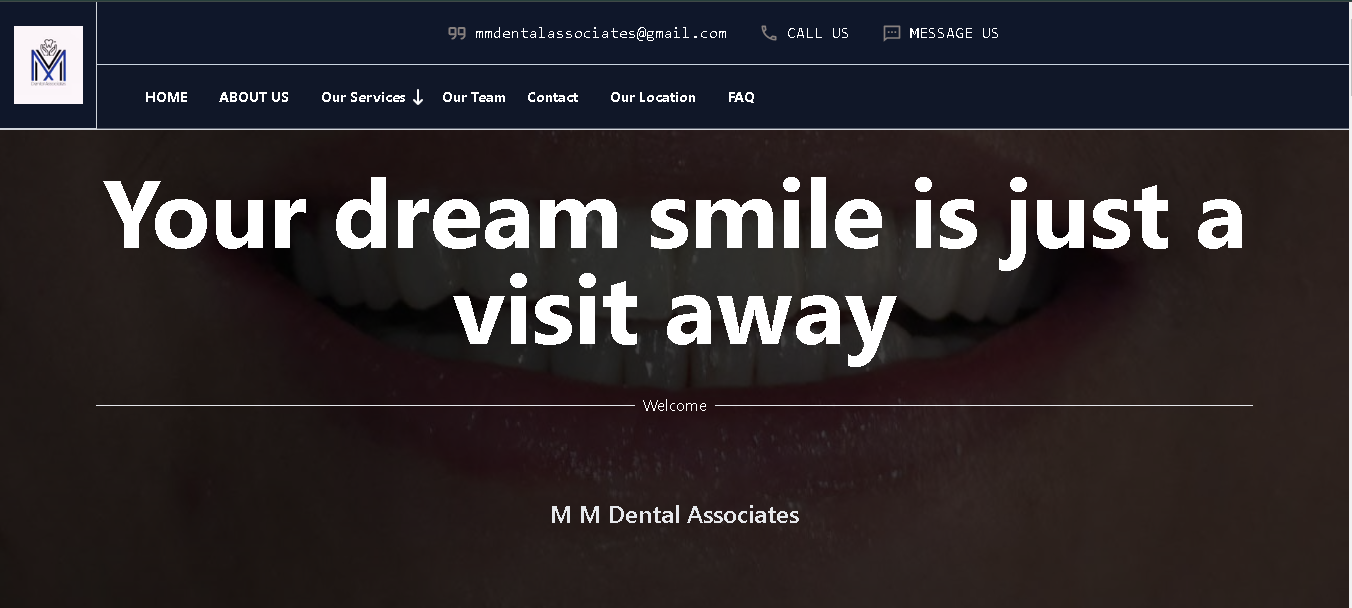 mmdentalassociates@gmail.com CALL US MESSAGE US
HOME ABOUT US Our Services Our Team Contact Our Location FAQ
Your dream smile is just a
visit away
Welcome
M M Dental Associates